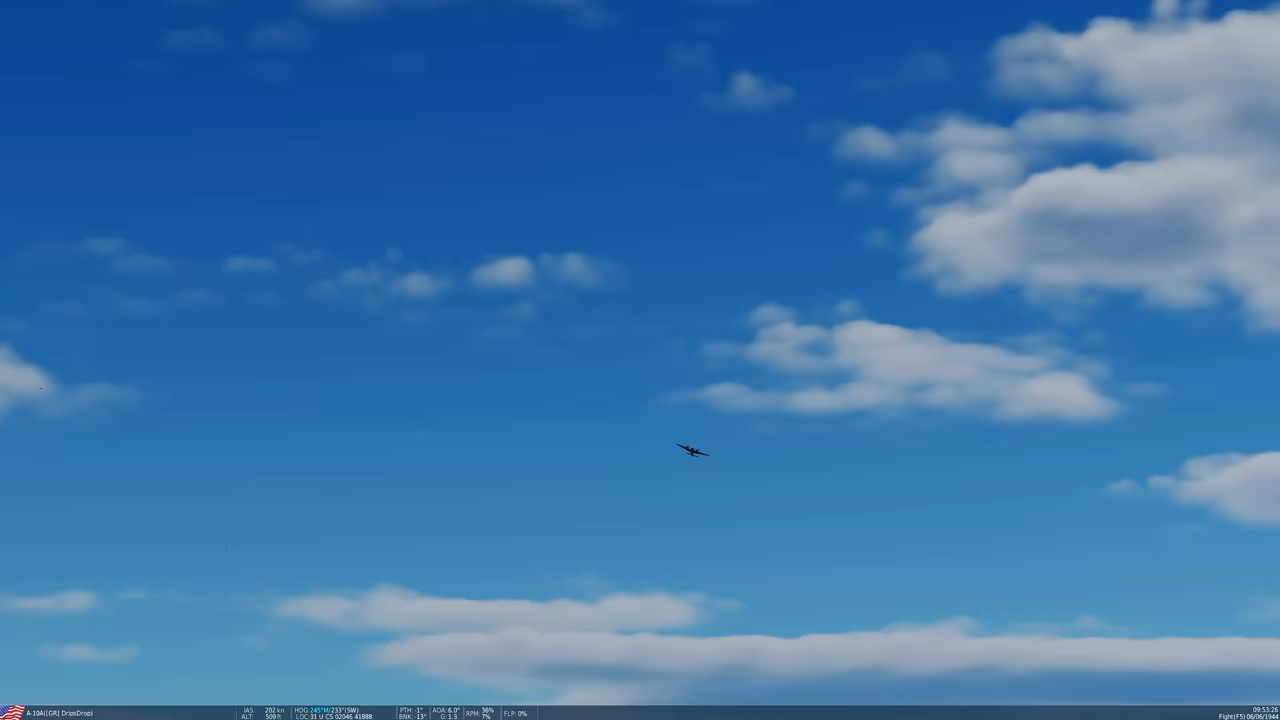 A-10A([GR] DripsDrop)
IAS: 202 kn
ALT: 509 ft
HDG: 245°M/233°(SW)
LOC:31 U CS 02046 41888
PTH: -1°
BNK: -13°
AOA: 6.0°
G: 1.3
RPM: 36%
7%
FLP: 0%
09:53:26
Fight(F5) 06/06/1944